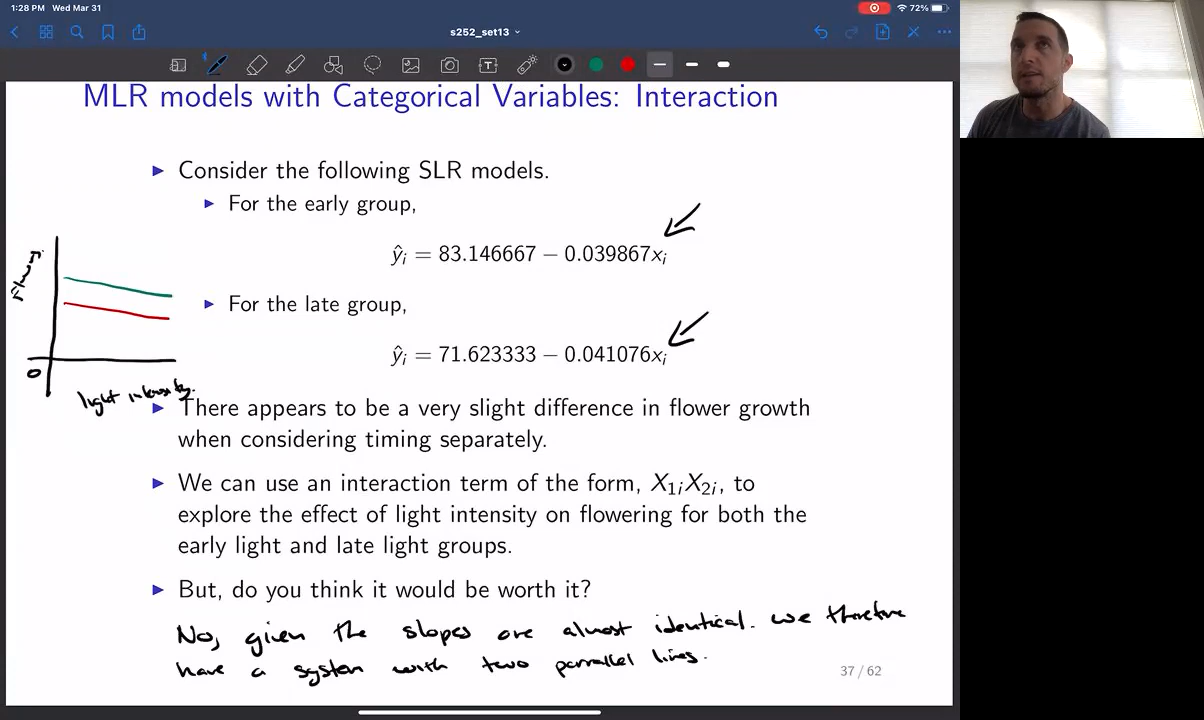 1:28 PM Wed Mar 31
72%
s252_set13
T
MLR models with Categorical Variables: Interaction
Consider the following SLR models.
For the early group,
ŷᵢ = 83.146667 − 0.039867xᵢ
For the late group,
ŷᵢ = 71.623333 − 0.041076xᵢ
0
light intensity.
There appears to be a very slight difference in flower growth
when considering timing separately.
We can use an interaction term of the form, X₁ᵢX₂ᵢ, to
explore the effect of light intensity on flowering for both the
early light and late light groups.
But, do you think it would be worth it?
No, given the slopes are almost identical. we therefore
have a system with two parrallel lines.
37 / 62